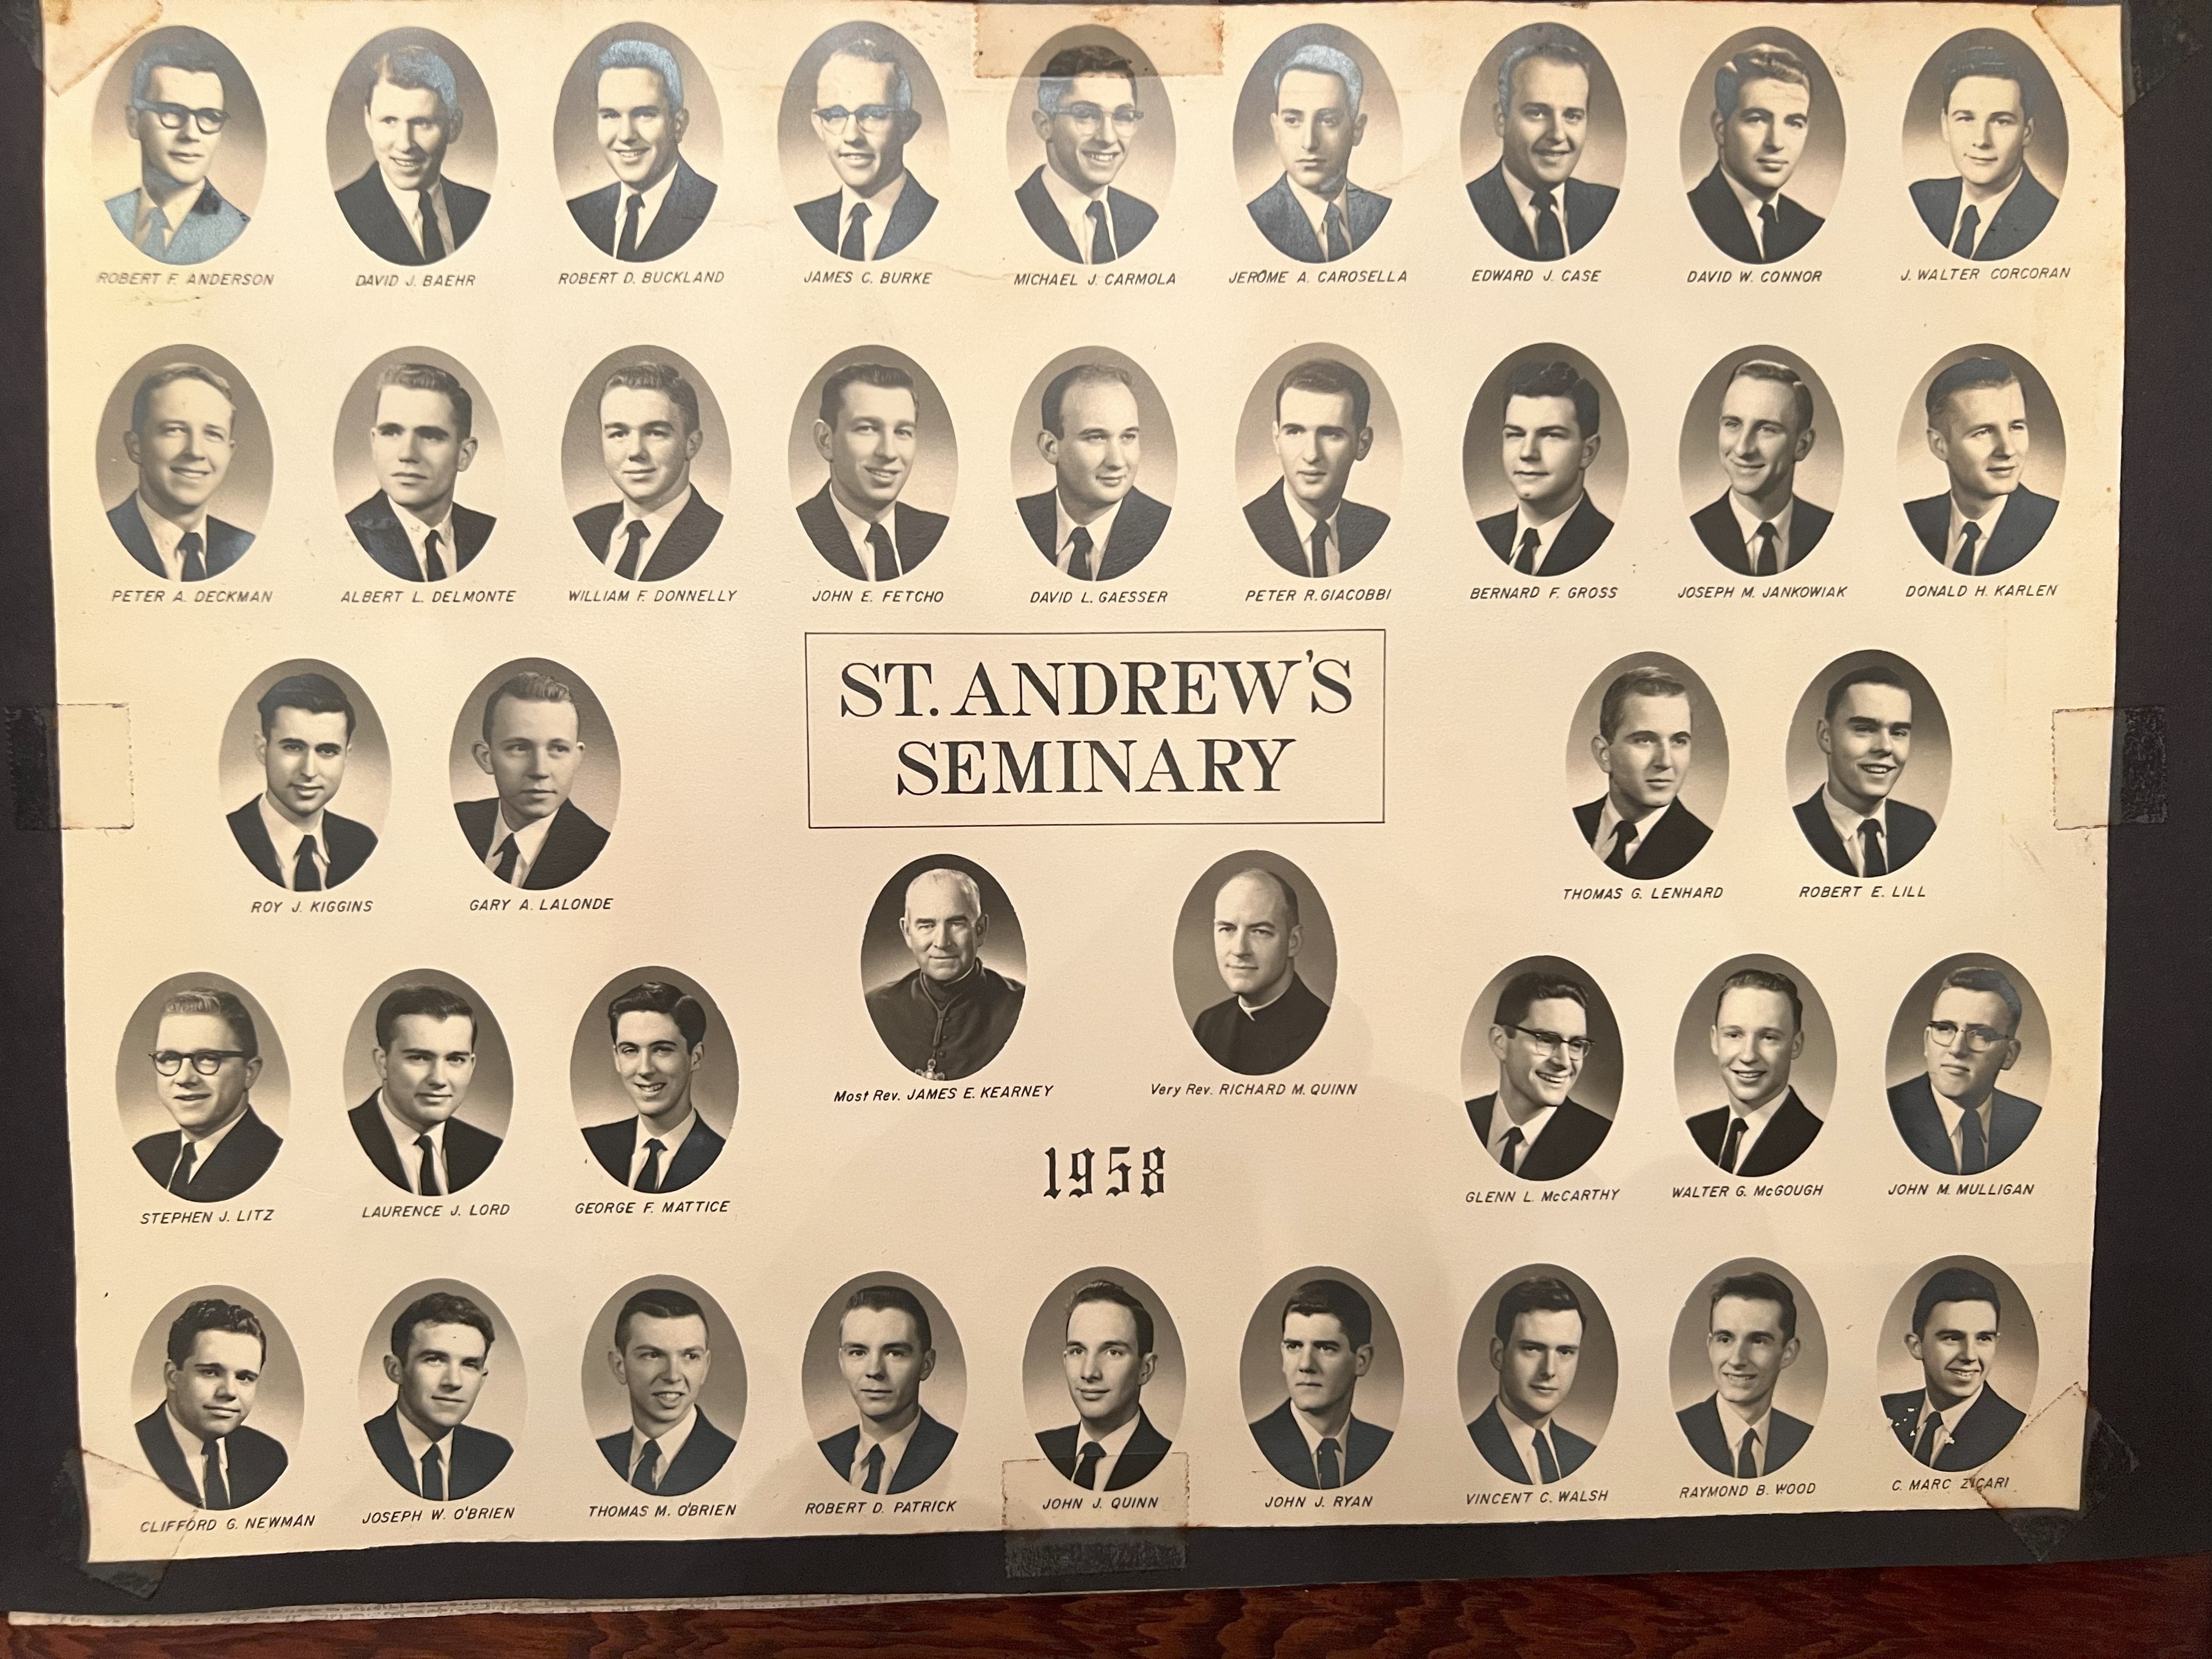 ROBERT F. ANDERSON
DAVID J. BAEHR
ROBERT D. BUCKLAND
JAMES C. BURKE
MICHAEL J. CARMOLA
JEROME A. CAROSELLA
EDWARD J. CASE
DAVID W. CONNOR
J. WALTER CORCORAN
PETER A. DECKMAN
ALBERT L. DELMONTE
WILLIAM F. DONNELLY
JOHN E. FETCHO
DAVID L. GAESSER
PETER R. GIACOBBI
BERNARD F. GROSS
JOSEPH M. JANKOWIAK
DONALD H. KARLEN
ST. ANDREW'S
SEMINARY
ROY J. KIGGINS
GARY A. LALONDE
THOMAS G. LENHARD
ROBERT E. LILL
Most Rev. JAMES E. KEARNEY
Very Rev. RICHARD M. QUINN
1958
STEPHEN J. LITZ
LAURENCE J. LORD
GEORGE F. MATTICE
GLENN L. McCARTHY
WALTER G. McGOUGH
JOHN M. MULLIGAN
CLIFFORD G. NEWMAN
JOSEPH W. O'BRIEN
THOMAS M. O'BRIEN
ROBERT D. PATRICK
JOHN J. QUINN
JOHN J. RYAN
VINCENT C. WALSH
RAYMOND B. WOOD
C. MARC ZICARI